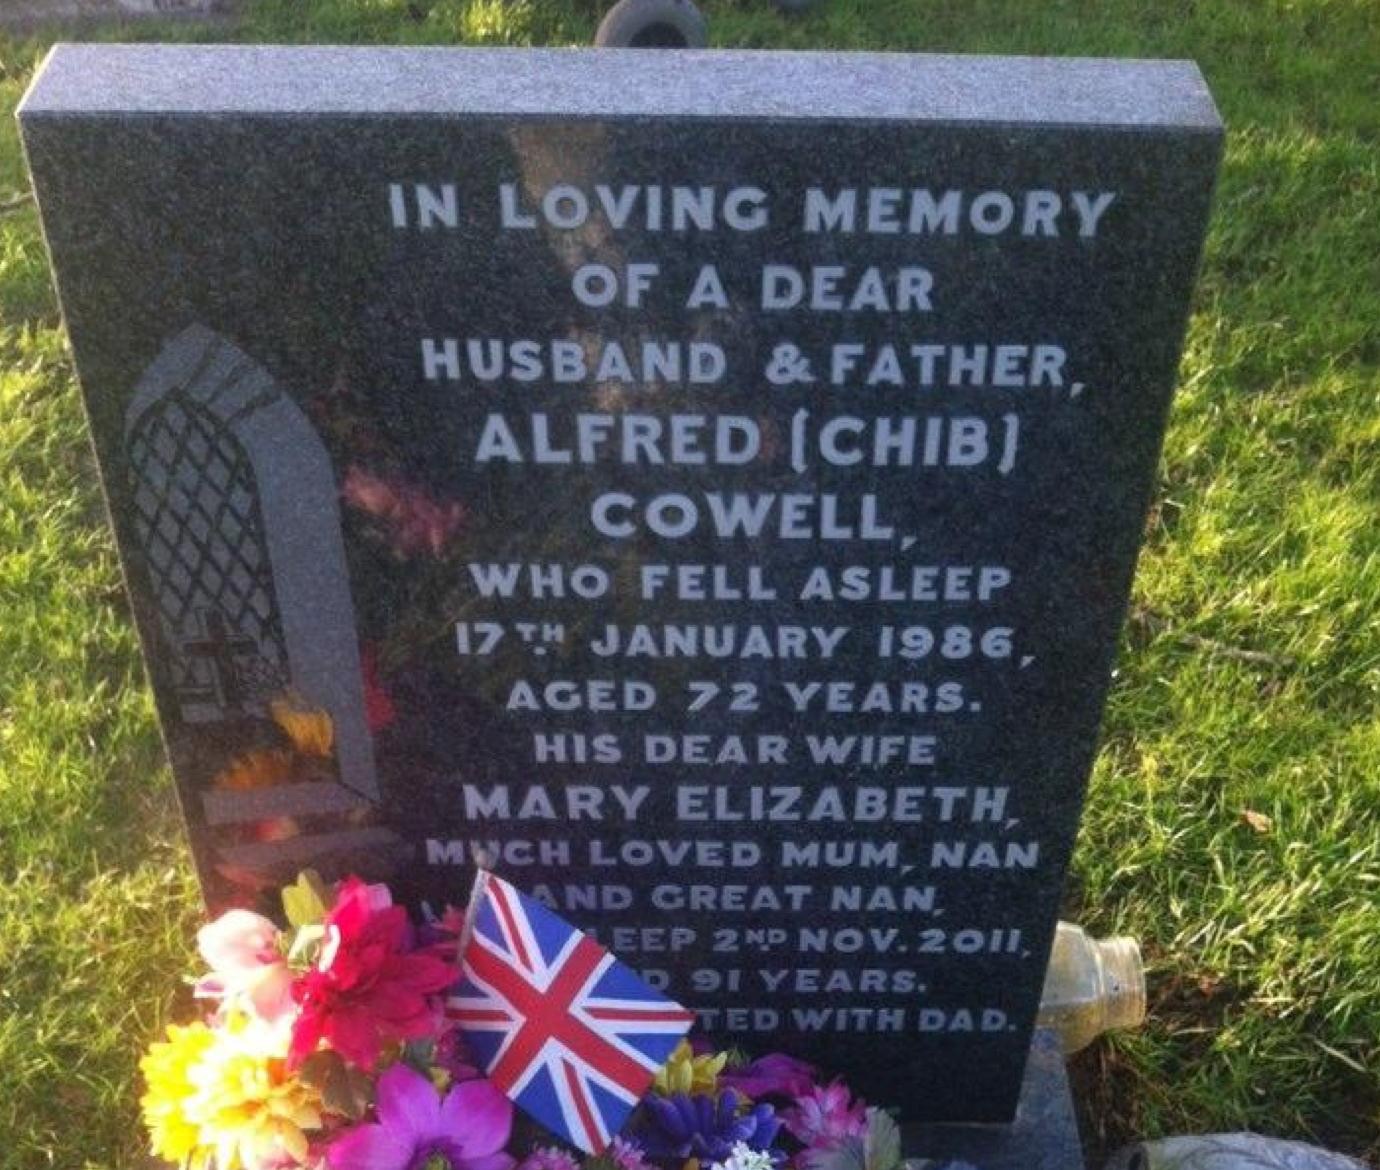 IN LOVING MEMORY
OF A DEAR
HUSBAND & FATHER,
ALFRED (CHIB)
COWELL,
WHO FELL ASLEEP
17TH JANUARY 1986,
AGED 72 YEARS.
HIS DEAR WIFE
MARY ELIZABETH,
MUCH LOVED MUM, NAN
AND GREAT NAN,
2ND NOV. 2011,
91 YEARS.
WITH DAD.